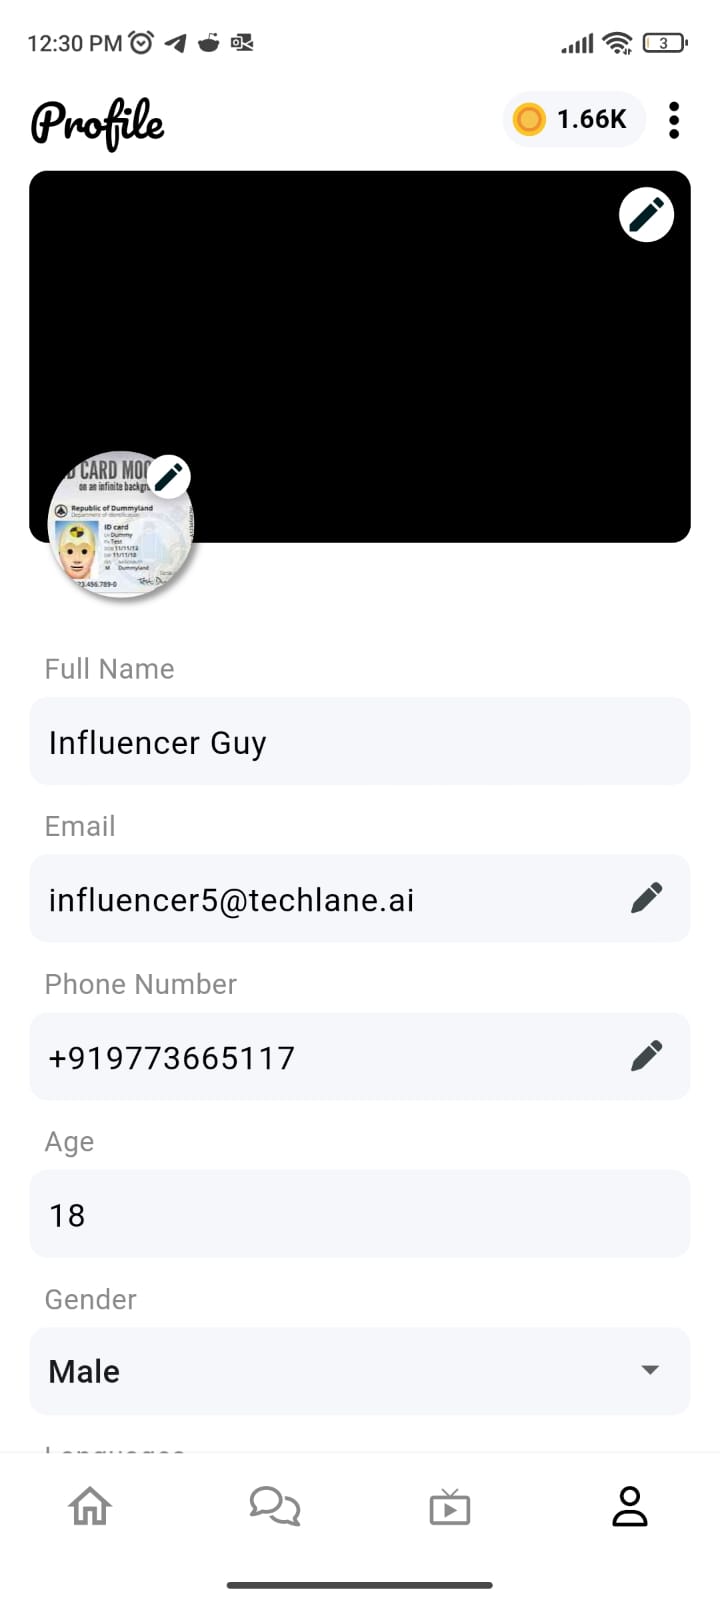 12:30 PM
3
Profile
1.66K
D CARD MOC
on an infinite backgr
Republic of Dummyland
ID card
Dummy
Test
11/11/12
11/11/18
M Dummyland
23.456.789-0
Full Name
Influencer Guy
Email
influencer5@techlane.ai
Phone Number
+919773665117
Age
18
Gender
Male
Languages